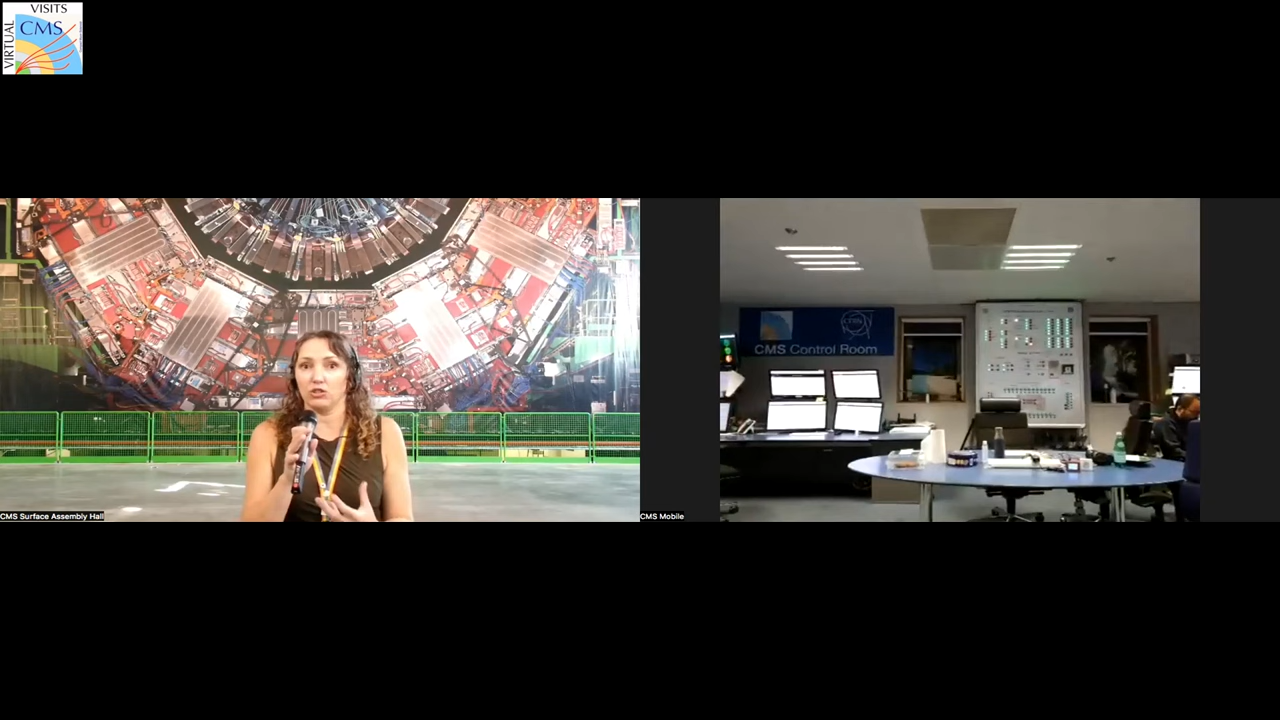 VISITS
VIRTUAL
CMS
CMS Control Room
CMS Surface Assembly Hall
CMS Mobile